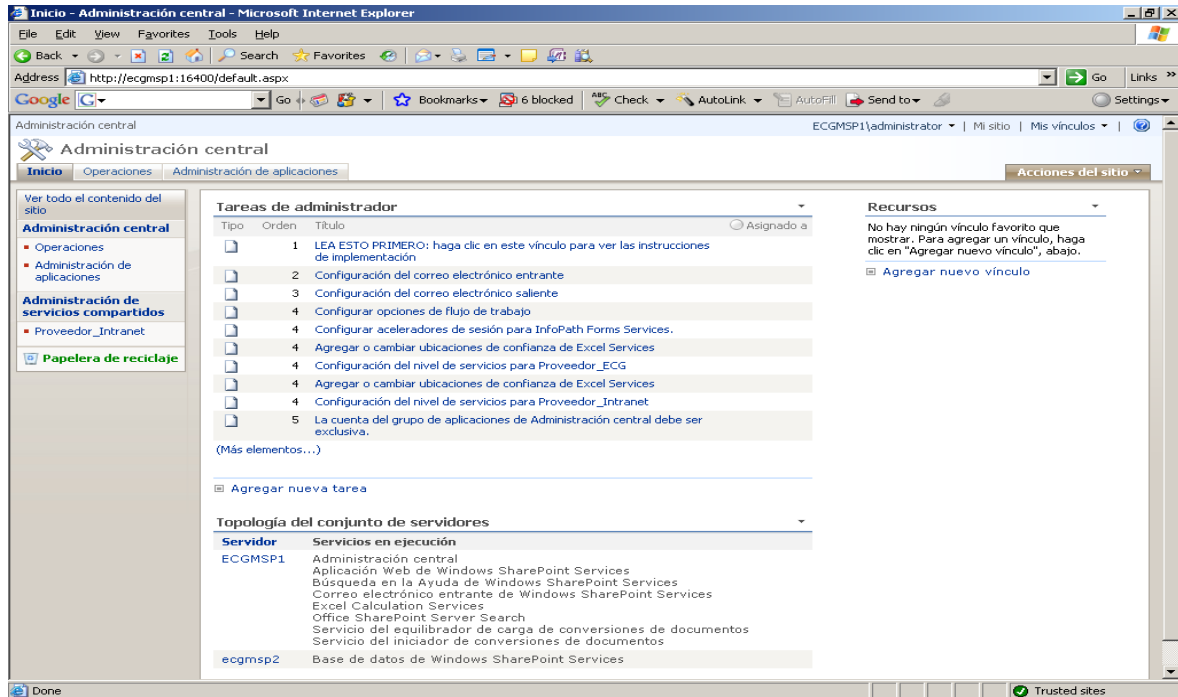 Inicio - Administración central - Microsoft Internet Explorer
File Edit View Favorites Tools Help
Back Search Favorites
Address http://ecgmsp1:16400/default.aspx Go Links »
Google G Go Bookmarks 6 blocked ABC Check AutoLink AutoFill Send to Settings
Administración central ECGMSP1\administrator | Mi sitio | Mis vínculos |
Administración central
Inicio Operaciones Administración de aplicaciones Acciones del sitio
Ver todo el contenido del
sitio
Administración central
Operaciones
Administración de
aplicaciones
Administración de
servicios compartidos
Proveedor_Intranet
Papelera de reciclaje
Tareas de administrador
Tipo Orden Título Asignado a
1 LEA ESTO PRIMERO: haga clic en este vínculo para ver las instrucciones
de implementación
2 Configuración del correo electrónico entrante
3 Configuración del correo electrónico saliente
4 Configurar opciones de flujo de trabajo
4 Configurar aceleradores de sesión para InfoPath Forms Services.
4 Agregar o cambiar ubicaciones de confianza de Excel Services
4 Configuración del nivel de servicios para Proveedor_ECG
4 Agregar o cambiar ubicaciones de confianza de Excel Services
4 Configuración del nivel de servicios para Proveedor_Intranet
5 La cuenta del grupo de aplicaciones de Administración central debe ser
exclusiva.
(Más elementos...)
Agregar nueva tarea
Topología del conjunto de servidores
Servidor Servicios en ejecución
ECGMSP1 Administración central
Aplicación Web de Windows SharePoint Services
Búsqueda en la Ayuda de Windows SharePoint Services
Correo electrónico entrante de Windows SharePoint Services
Excel Calculation Services
Office SharePoint Server Search
Servicio del equilibrador de carga de conversiones de documentos
Servicio del iniciador de conversiones de documentos
ecgmsp2 Base de datos de Windows SharePoint Services
Recursos
No hay ningún vínculo favorito que
mostrar. Para agregar un vínculo, haga
clic en "Agregar nuevo vínculo", abajo.
Agregar nuevo vínculo
Done Trusted sites